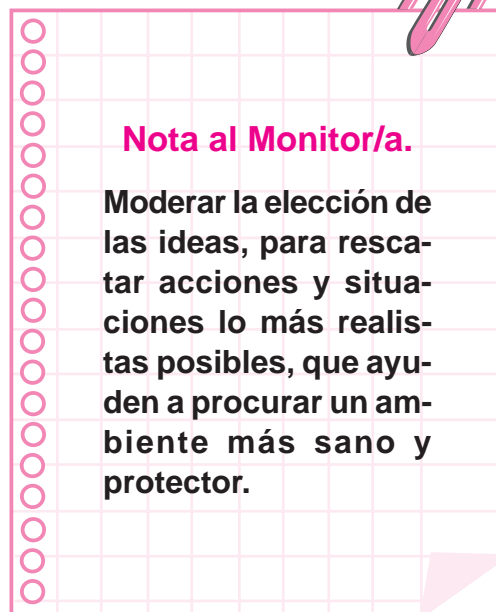 Nota al Monitor/a.
Moderar la elección de
las ideas, para resca-
tar acciones y situa-
ciones lo más realis-
tas posibles, que ayu-
den a procurar un am-
biente más sano y
protector.